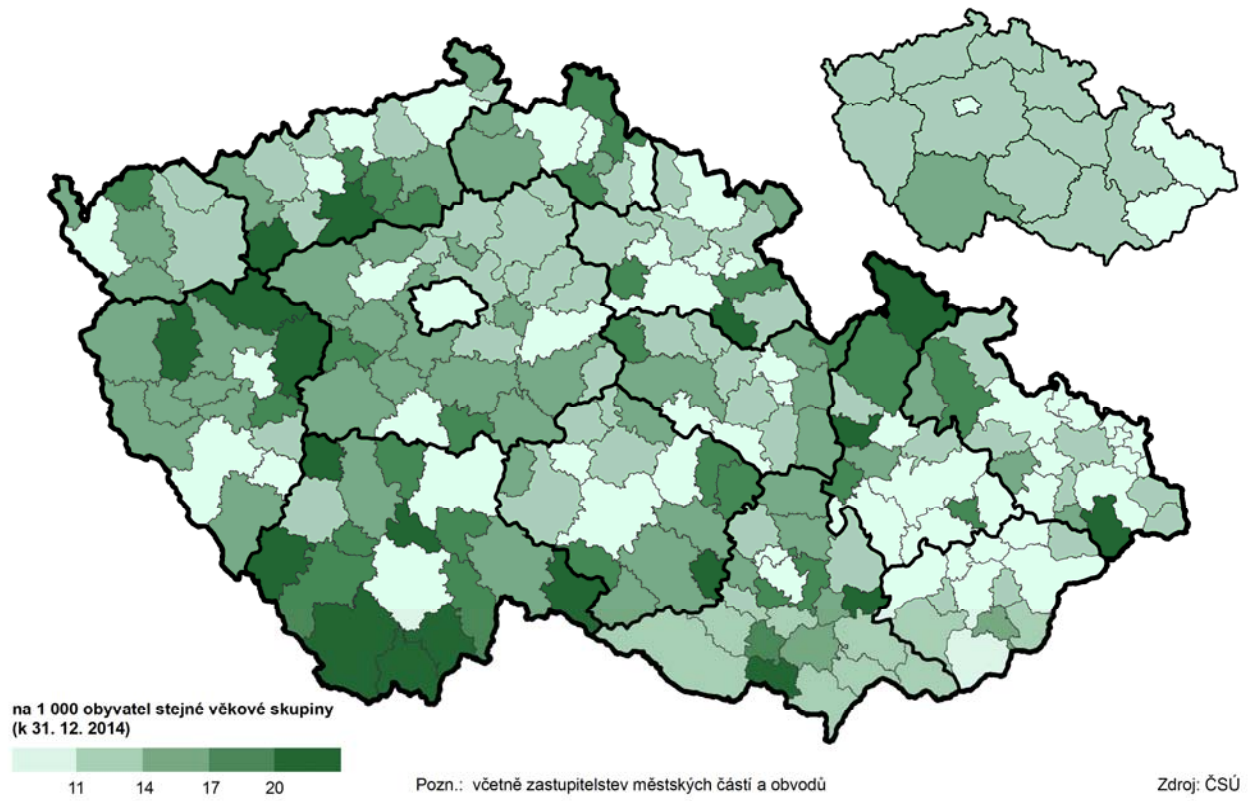 na 1 000 obyvatel stejné věkové skupiny
(k 31. 12. 2014)
11 14 17 20
Pozn.: včetně zastupitelstev městských částí a obvodů
Zdroj: ČSÚ